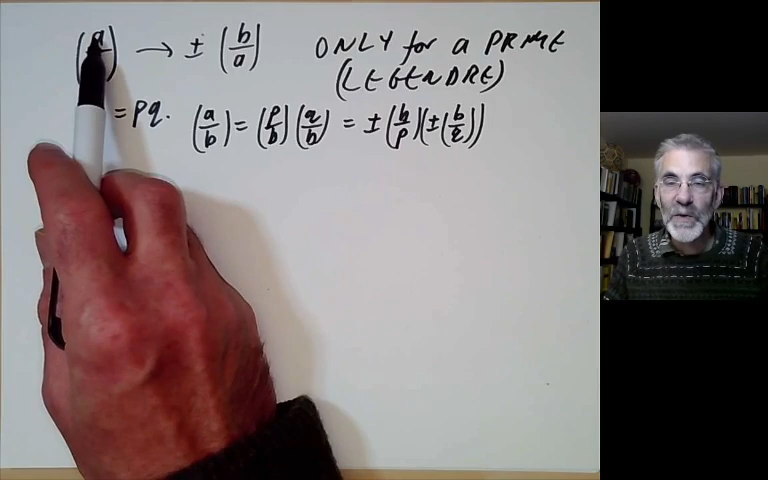 (a/b) → ± (b/a) ONLY for a PRIME
(LEGENDRE)
= pq. (a/b) = (p/b) (q/b) = ± (b/p) (± (b/q))